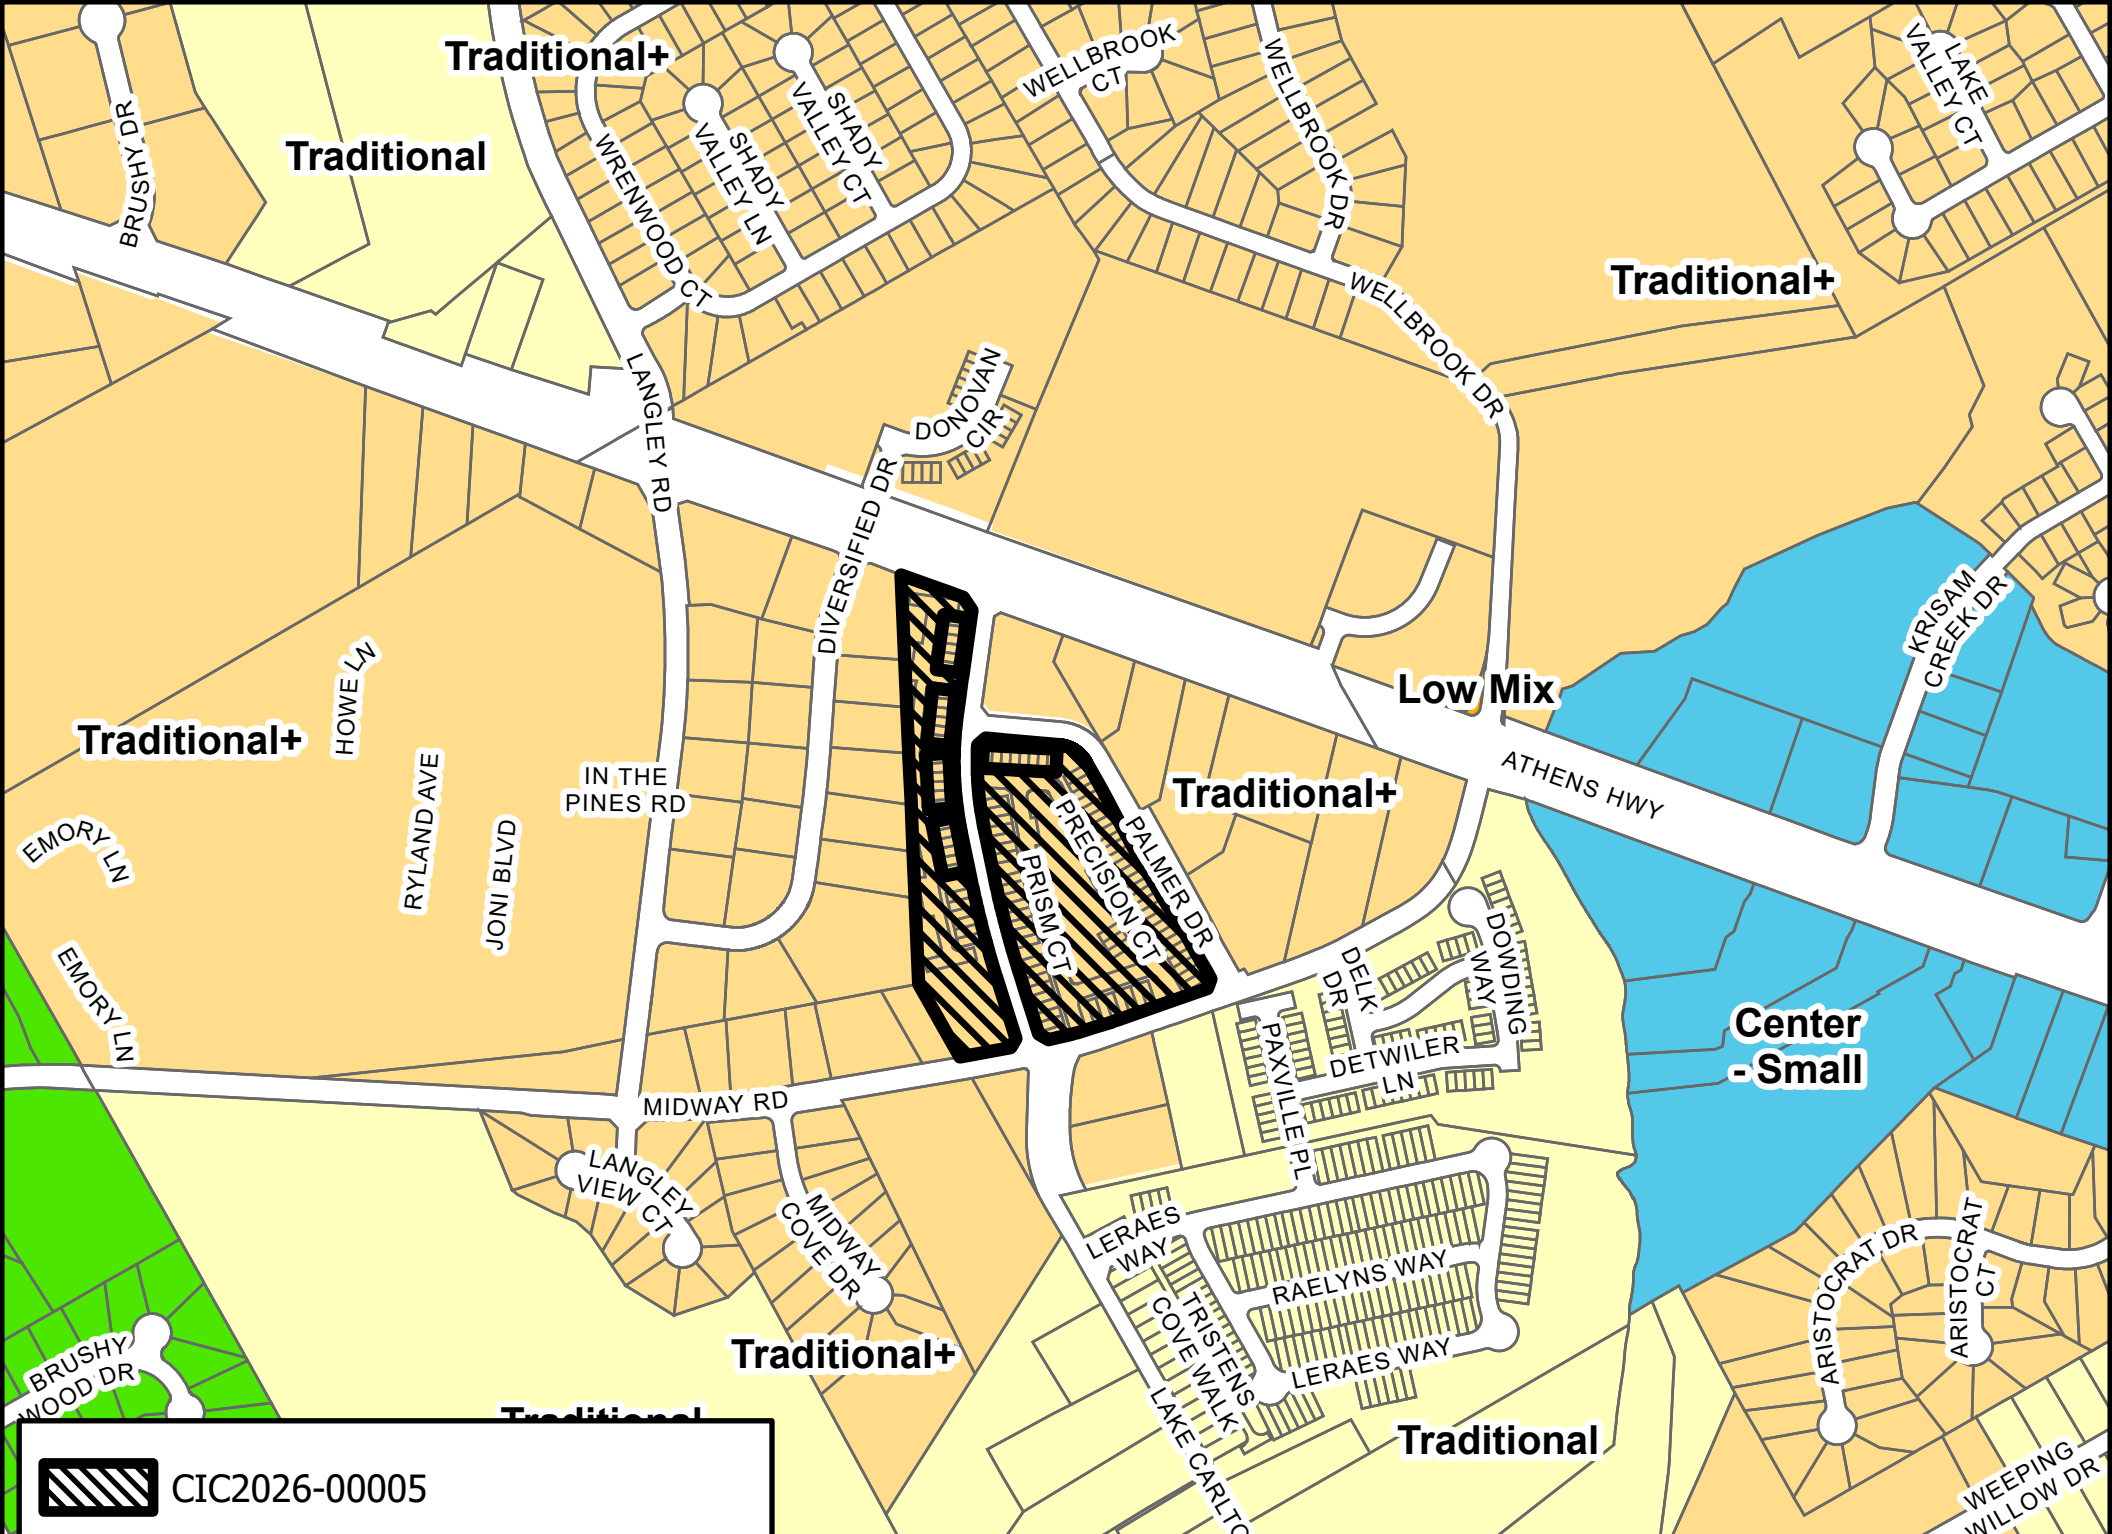 Traditional+
Traditional
BRUSHY DR
WRENWOOD CT
SHADY
VALLEY LN
SHADY
VALLEY CT
WELLBROOK
CT
WELLBROOK DR
LAKE
VALLEY CT
Traditional+
WELLBROOK DR
LANGLEY RD
DONOVAN
CIR
DIVERSIFIED DR
KRISAM
CREEK DR
Low Mix
ATHENS HWY
Traditional+
HOWE LN
RYLAND AVE
JONI BLVD
IN THE
PINES RD
EMORY LN
EMORY LN
Traditional+
PRECISION CT
PRISM CT
PALMER DR
DELK
DR
DOWDING
WAY
PAXVILLE PL
DETWILER
LN
Center
- Small
MIDWAY RD
LANGLEY
VIEW CT
MIDWAY
COVE DR
LERAES
WAY
RAELYNS WAY
TRISTENS
COVE WALK
LERAES WAY
ARISTOCRAT DR
ARISTOCRAT
CT
Traditional+
BRUSHY
WOOD DR
Traditional
LAKE CARLTO
Traditional
WEEPING
WILLOW DR
CIC2026-00005